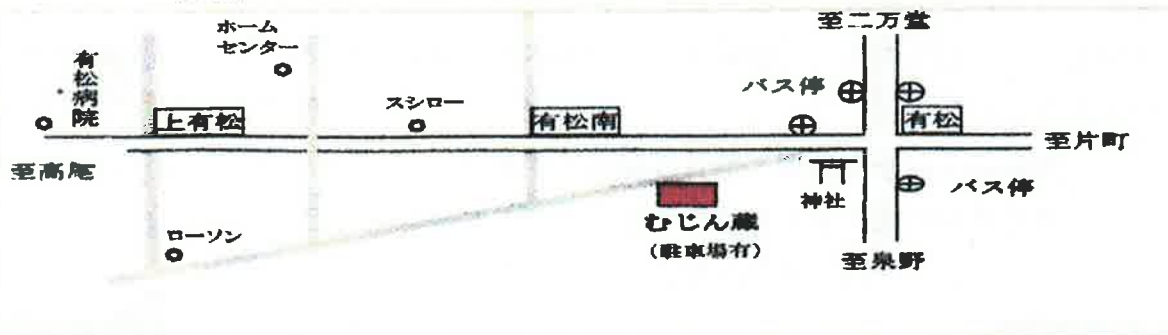 至二万堂
ホーム
センター
有松病院
バス停
スシロー
上有松
有松南
有松
至片町
至高尾
神社
バス停
むじん蔵
(駐車場有)
ローソン
至泉野